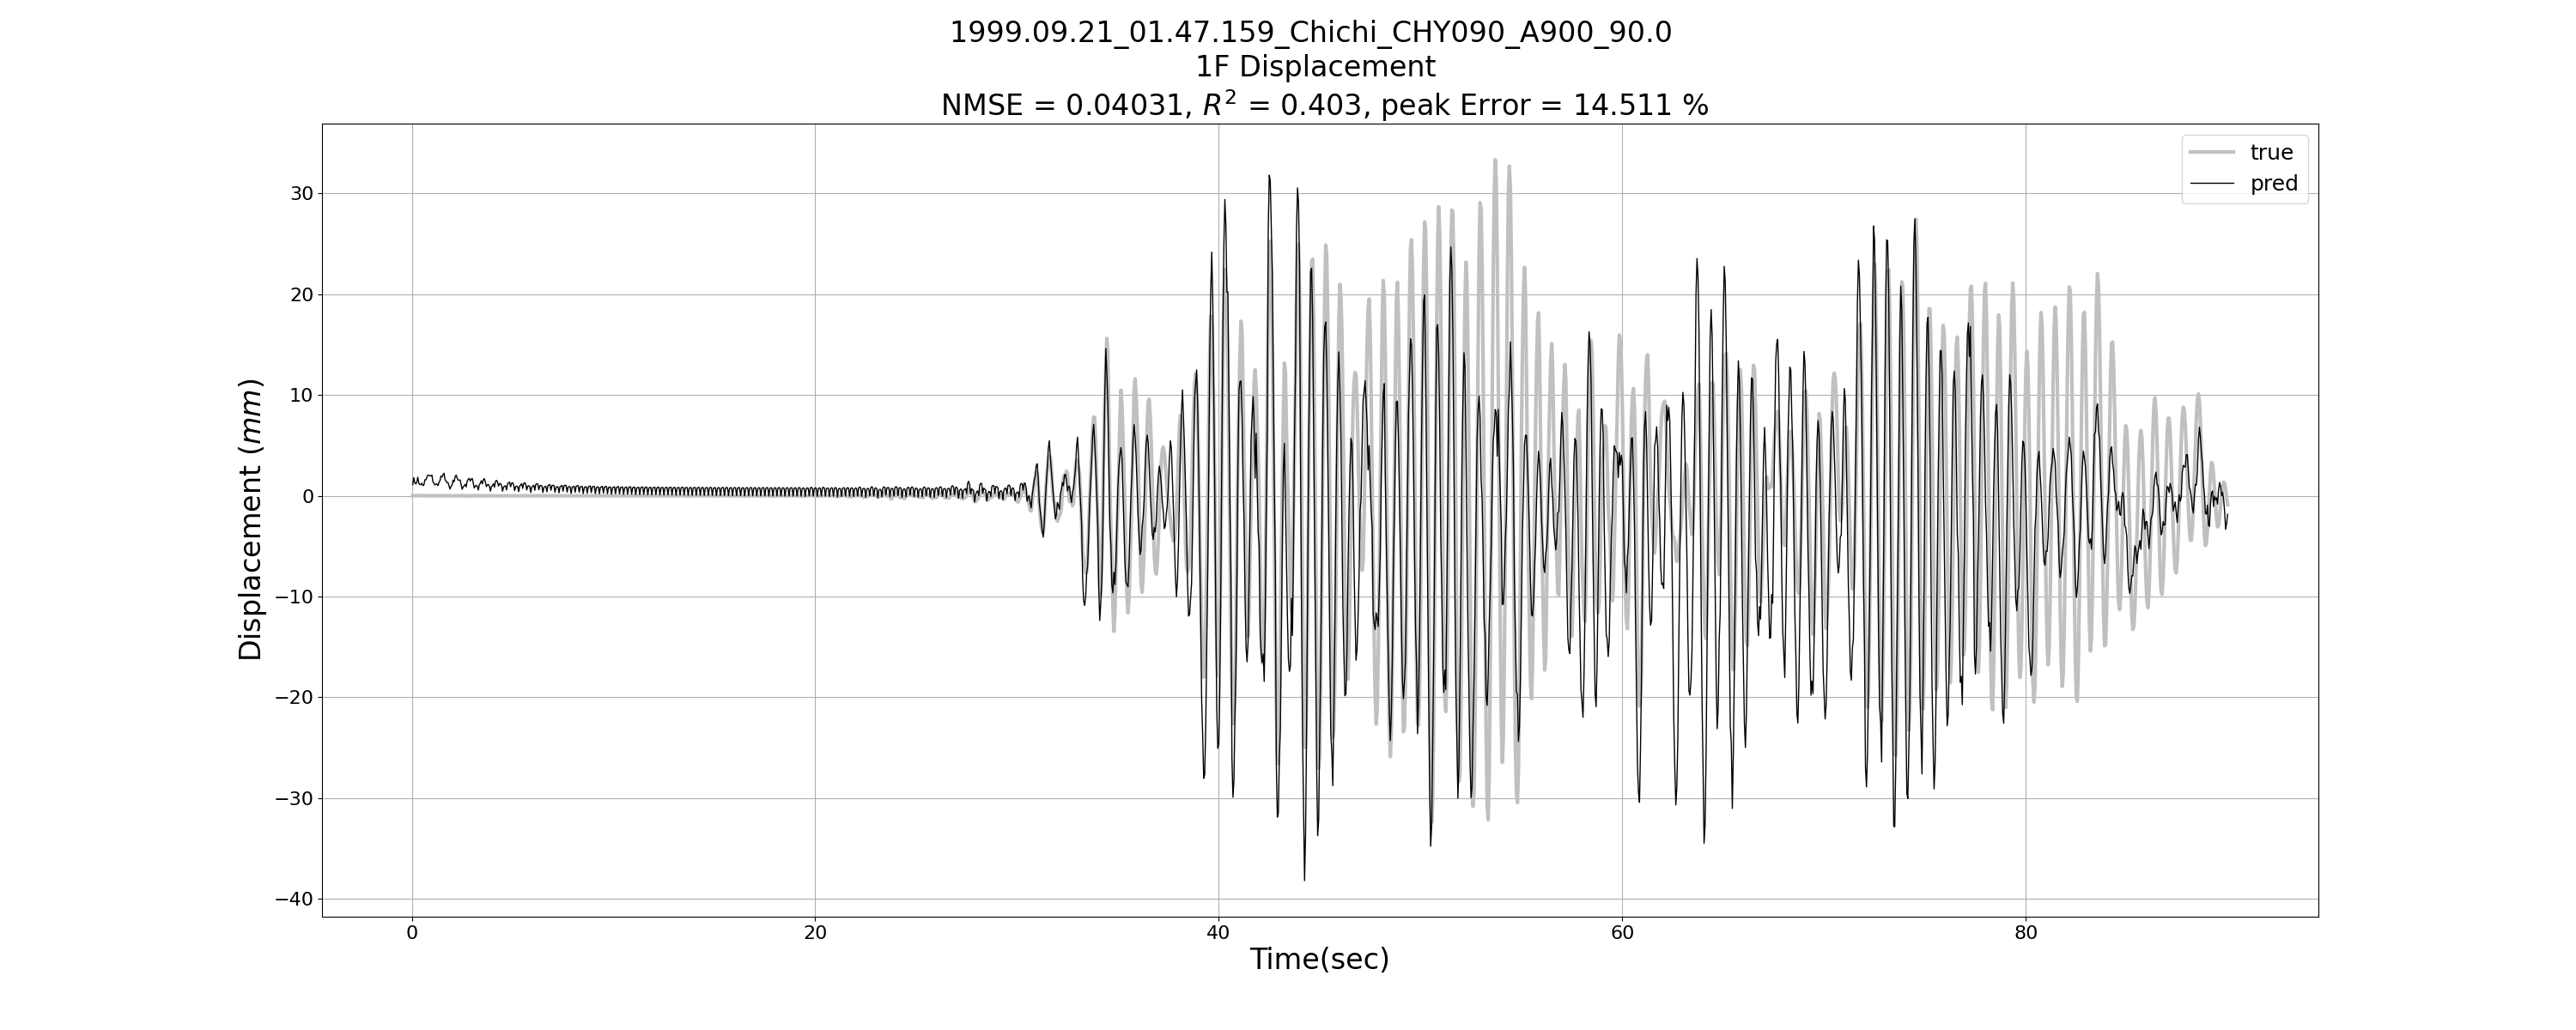 1999.09.21_01.47.159_Chichi_CHY090_A900_90.0
1F Displacement
NMSE = 0.04031, R² = 0.403, peak Error = 14.511 %
true
pred
Displacement (mm)
30
20
10
0
−10
−20
−30
−40
0
20
40
60
80
Time(sec)